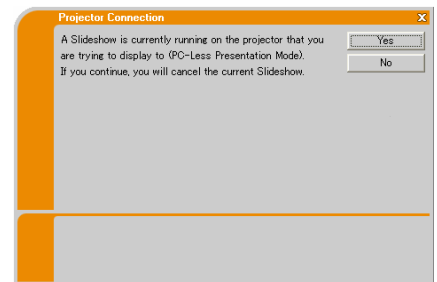 Projector Connection X
A Slideshow is currently running on the projector that you
are trying to display to (PC-Less Presentation Mode).
If you continue, you will cancel the current Slideshow.
Yes
No